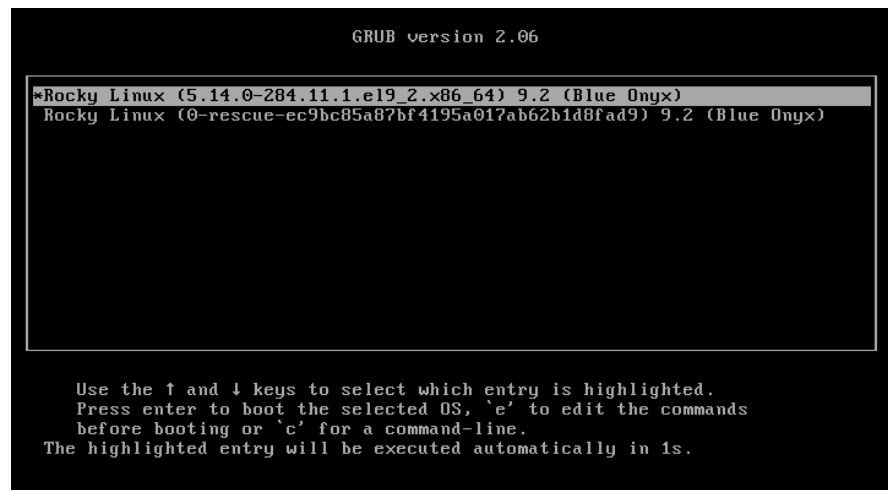 GRUB version 2.06
*Rocky Linux (5.14.0-284.11.1.el9_2.x86_64) 9.2 (Blue Onyx)
Rocky Linux (0-rescue-ec9bc85a87bf4195a017ab62b1d8fad9) 9.2 (Blue Onyx)
Use the ↑ and ↓ keys to select which entry is highlighted.
Press enter to boot the selected OS, `e' to edit the commands
before booting or `c' for a command-line.
The highlighted entry will be executed automatically in 1s.